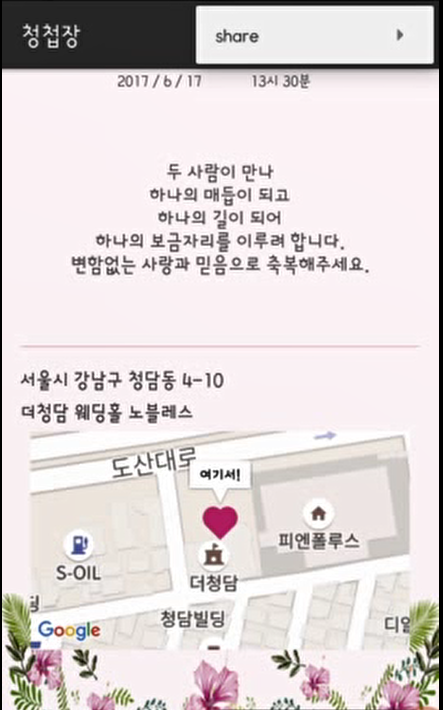 청첩장
share
2017 / 6 / 17 13시 30분
두 사람이 만나
하나의 매듭이 되고
하나의 길이 되어
하나의 보금자리를 이루려 합니다.
변함없는 사랑과 믿음으로 축복해주세요.
서울시 강남구 청담동 4-10
더청담 웨딩홀 노블레스
도산대로
여기서!
피엔폴루스
S-OIL
더청담
청담빌딩
Google